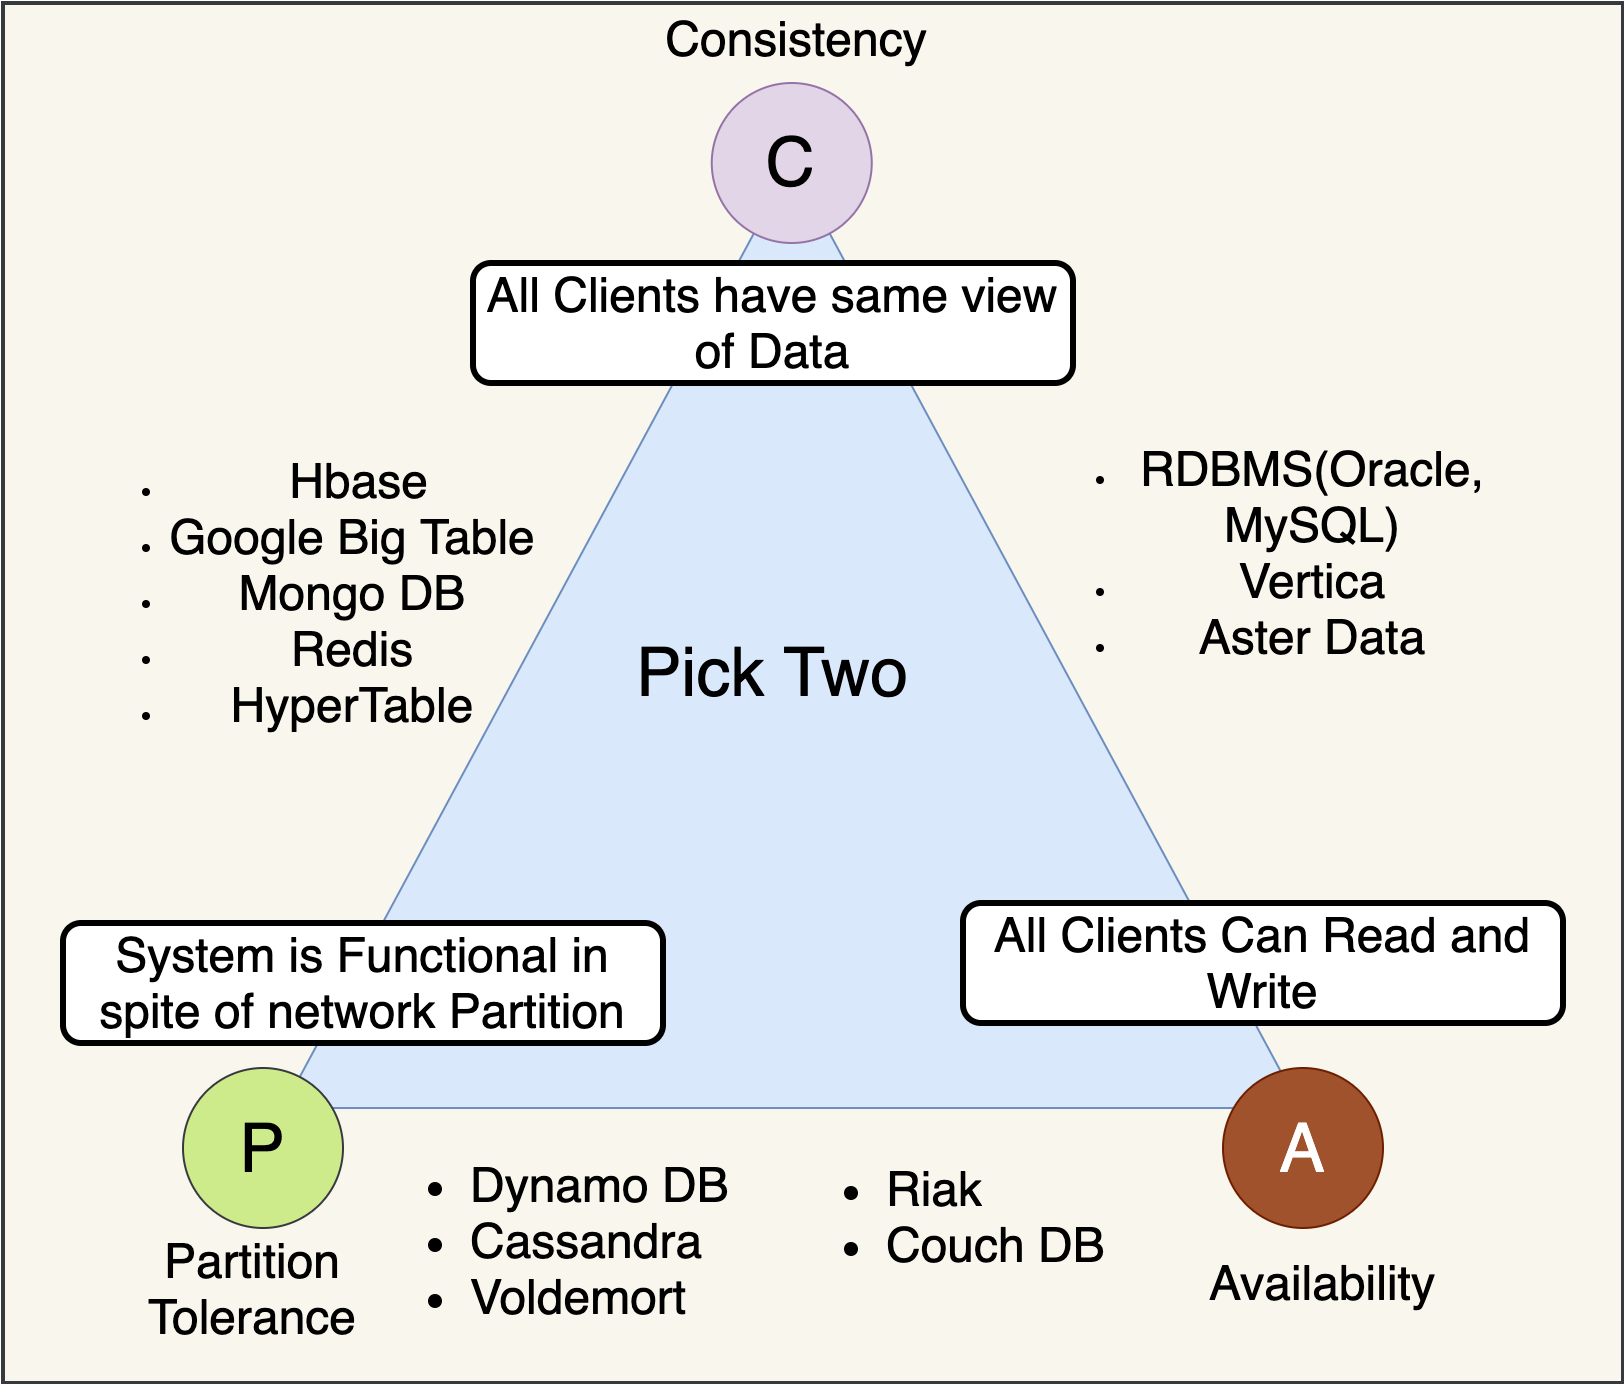 Consistency
C
All Clients have same view
of Data
• Hbase
• Google Big Table
• Mongo DB
• Redis
• HyperTable
• RDBMS(Oracle,
MySQL)
• Vertica
• Aster Data
Pick Two
System is Functional in
spite of network Partition
All Clients Can Read and
Write
P
Partition
Tolerance
• Dynamo DB
• Cassandra
• Voldemort
• Riak
• Couch DB
A
Availability